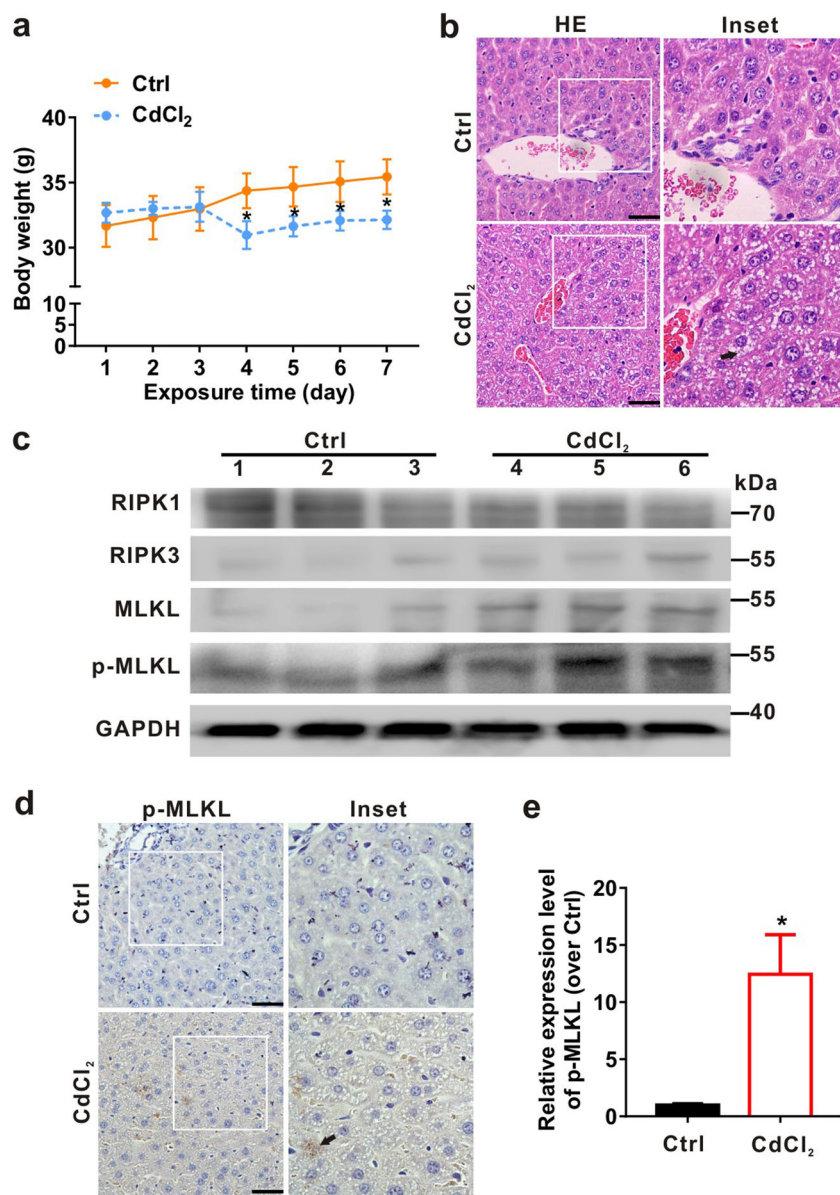 a
Ctrl
CdCl₂
Body weight (g)
40
35
30
10
5
0
* * * *
1 2 3 4 5 6 7
Exposure time (day)
b
HE Inset
Ctrl
CdCl₂
c
Ctrl CdCl₂
1 2 3 4 5 6 kDa
RIPK1 70
RIPK3 55
MLKL 55
p-MLKL 55
GAPDH 40
d
p-MLKL Inset
Ctrl
CdCl₂
e
Relative expression level
of p-MLKL (over Ctrl)
20
15
10
5
0
*
Ctrl CdCl₂